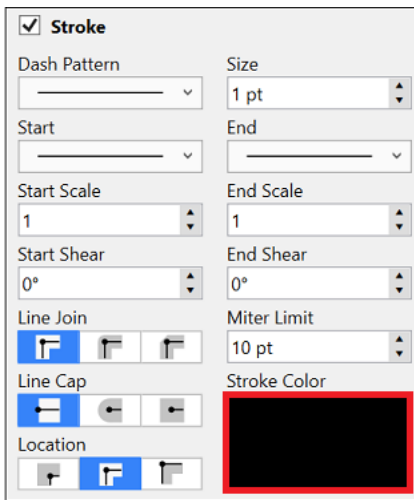 Stroke
Dash Pattern Size
1 pt
Start End
Start Scale End Scale
1 1
Start Shear End Shear
0° 0°
Line Join Miter Limit
10 pt
Line Cap Stroke Color
Location